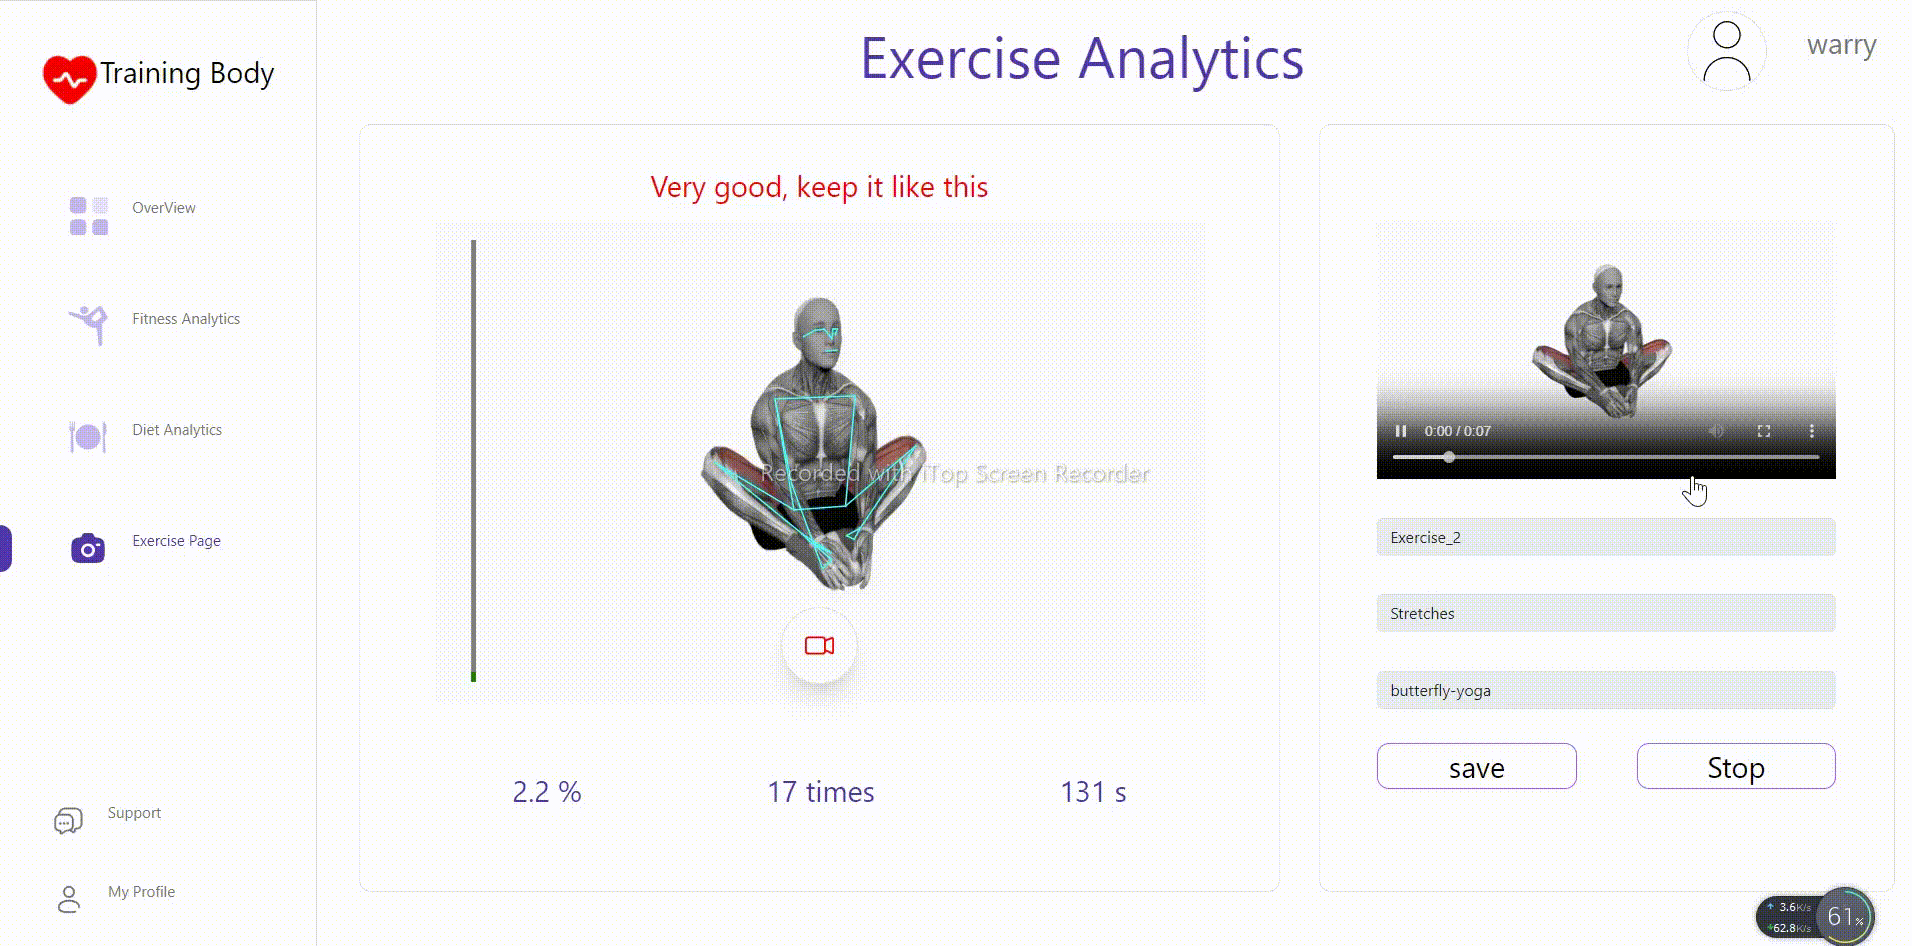 Training Body
Exercise Analytics
warry
OverView
Fitness Analytics
Diet Analytics
Exercise Page
Support
My Profile
Very good, keep it like this
Recorded with iTop Screen Recorder
2.2 %
17 times
131 s
0:00 / 0:07
Exercise_2
Stretches
butterfly-yoga
save
Stop
3.6K/s
62.8K/s
61%